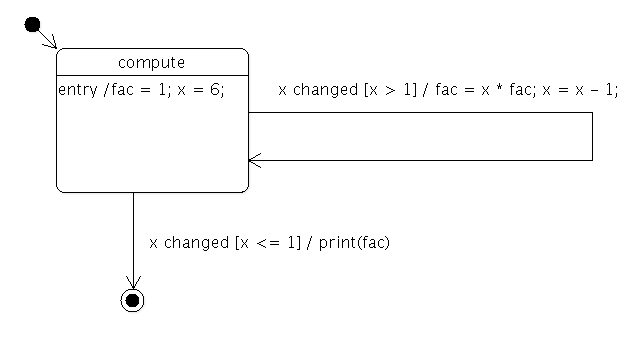 compute
entry /fac = 1; x = 6;
x changed [x > 1] / fac = x * fac; x = x - 1;
x changed [x <= 1] / print(fac)